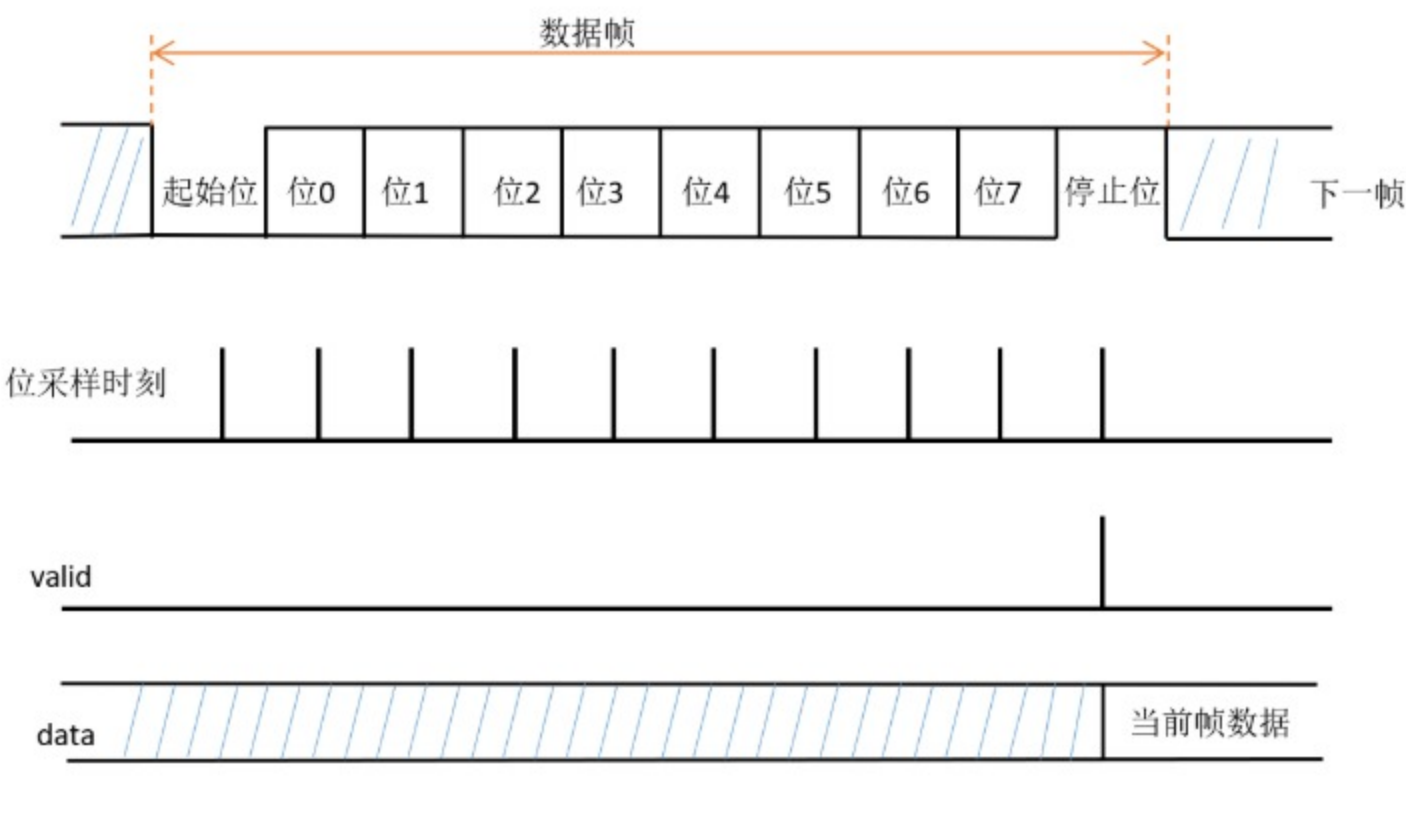 数据帧
起始位 位0 位1 位2 位3 位4 位5 位6 位7 停止位 下一帧
位采样时刻
valid
data 当前帧数据